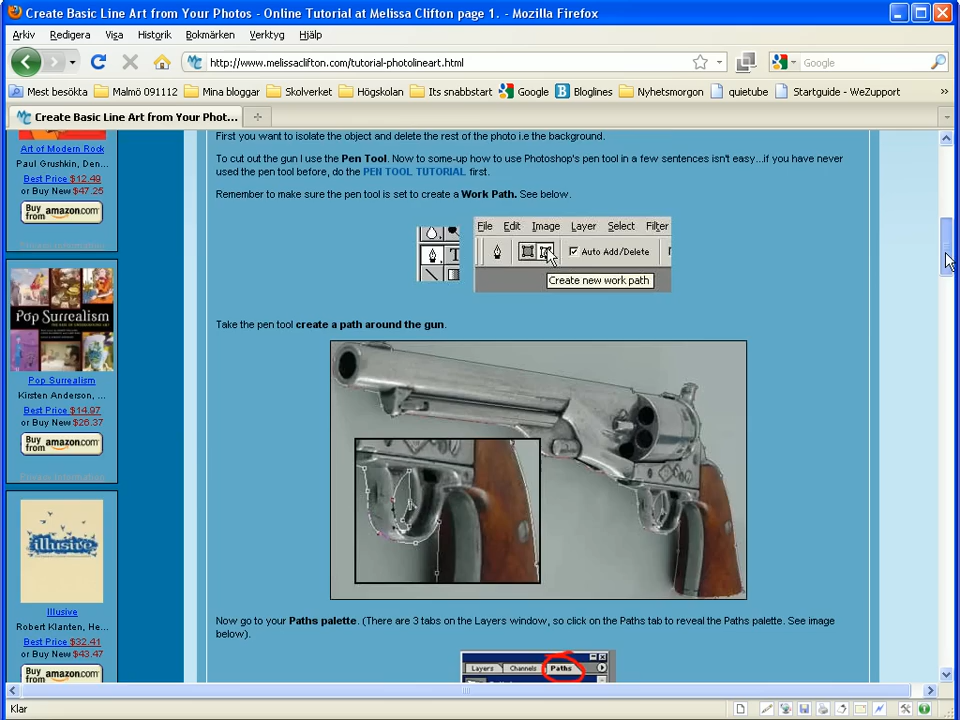 Create Basic Line Art from Your Photos - Online Tutorial at Melissa Clifton page 1. - Mozilla Firefox
Arkiv Redigera Visa Historik Bokmärken Verktyg Hjälp
http://www.melissaclifton.com/tutorial-photolineart.html
Google
Mest besökta Malmö 091112 Mina bloggar Skolverket Högskolan Its snabbstart Google Bloglines Nyhetsmorgon quietube Startguide - WeZupport »
Create Basic Line Art from Your Phot...
First you want to isolate the object and delete the rest of the photo i.e the background.
To cut out the gun I use the Pen Tool. Now to some-up how to use Photoshop's pen tool in a few sentences isn't easy...if you have never
used the pen tool before, do the PEN TOOL TUTORIAL first.
Remember to make sure the pen tool is set to create a Work Path. See below.
File Edit Image Layer Select Filter
T
Auto Add/Delete
Create new work path
Take the pen tool create a path around the gun.
Now go to your Paths palette. (There are 3 tabs on the Layers window, so click on the Paths tab to reveal the Paths palette. See image
below).
Layers Channels Paths
Art of Modern Rock
Paul Grushkin, Den...
Best Price $12.49
or Buy New $47.25
Buy from amazon.com
Privacy Information
Pop Surrealism
Pop Surrealism
Kirsten Anderson, ...
Best Price $14.97
or Buy New $26.37
Buy from amazon.com
Privacy Information
illusive
Illusive
Robert Klanten, He...
Best Price $32.41
or Buy New $43.47
Buy from amazon.com
Klar